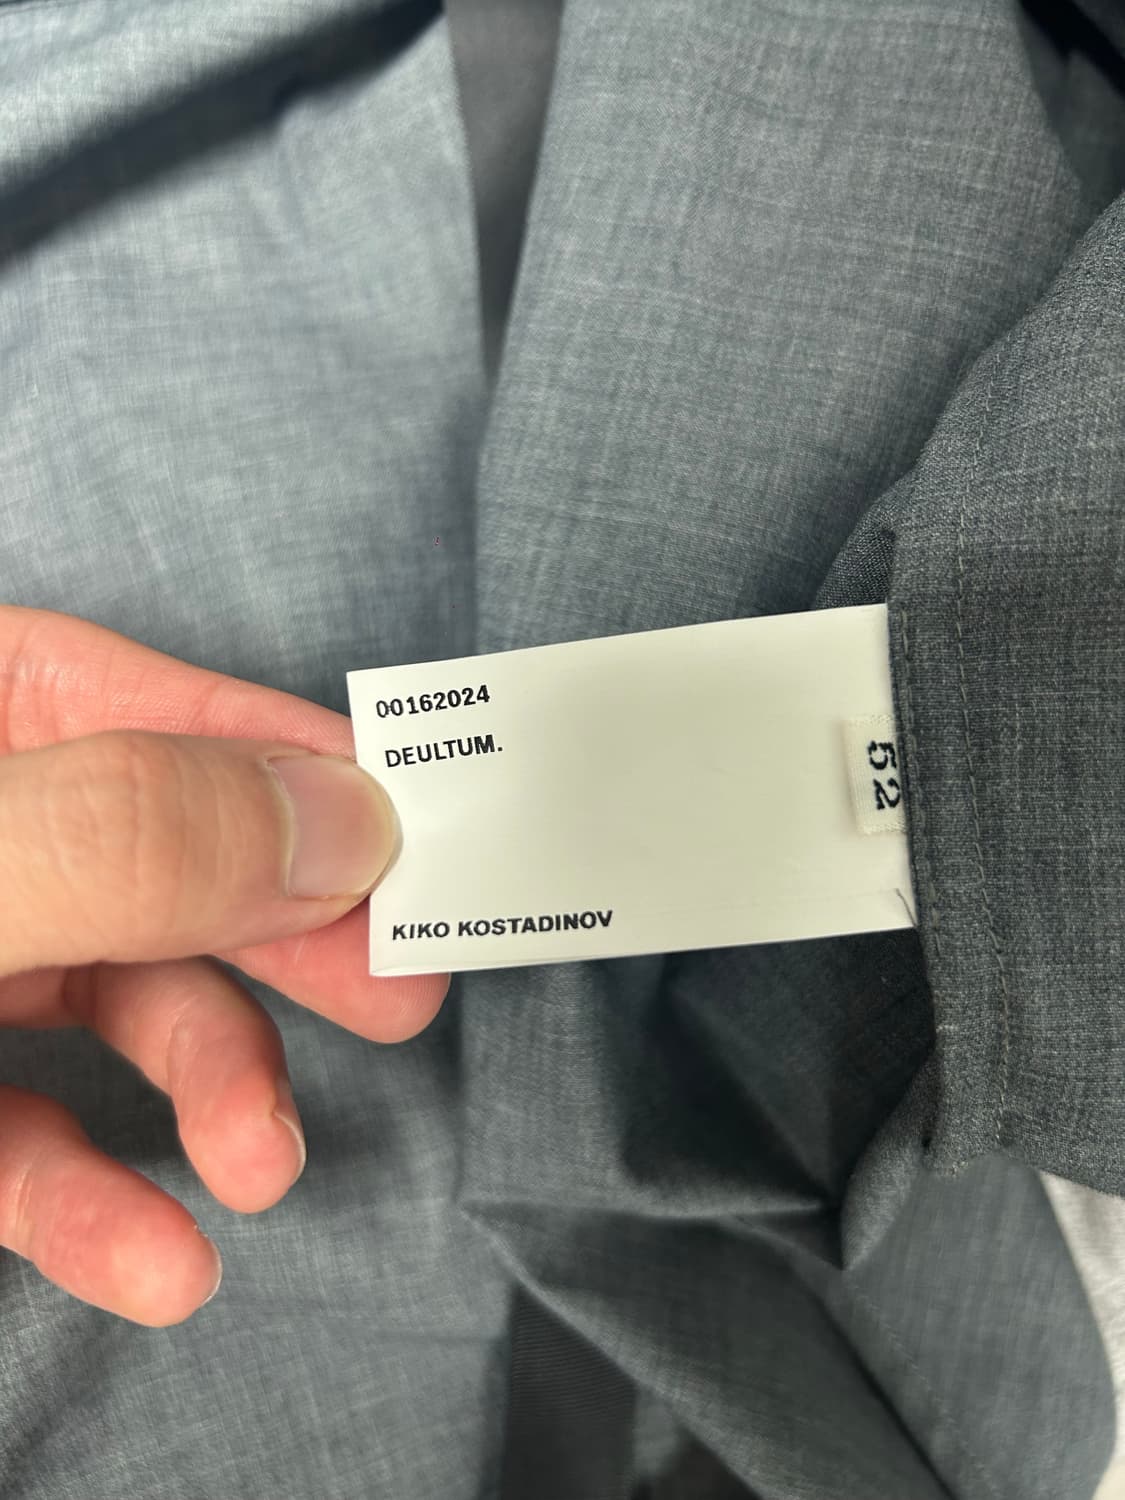 00162024
DEULTUM.
52
KIKO KOSTADINOV